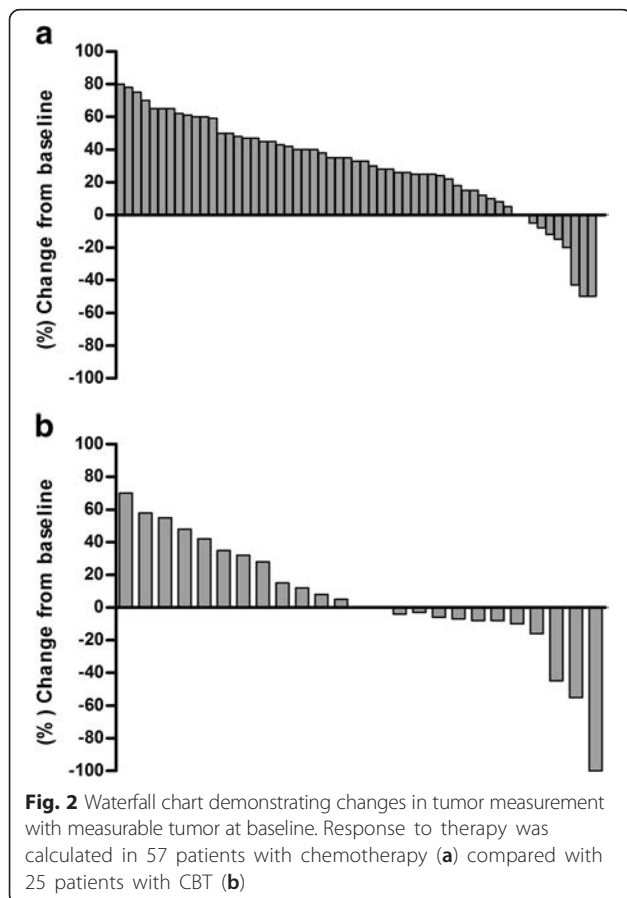 a
100
80
60
40
20
0
-20
-40
-60
-80
-100
(%) Change from baseline
b
100
80
60
40
20
0
-20
-40
-60
-80
-100
(% ) Change from baseline
Fig. 2 Waterfall chart demonstrating changes in tumor measurement
with measurable tumor at baseline. Response to therapy was
calculated in 57 patients with chemotherapy (a) compared with
25 patients with CBT (b)